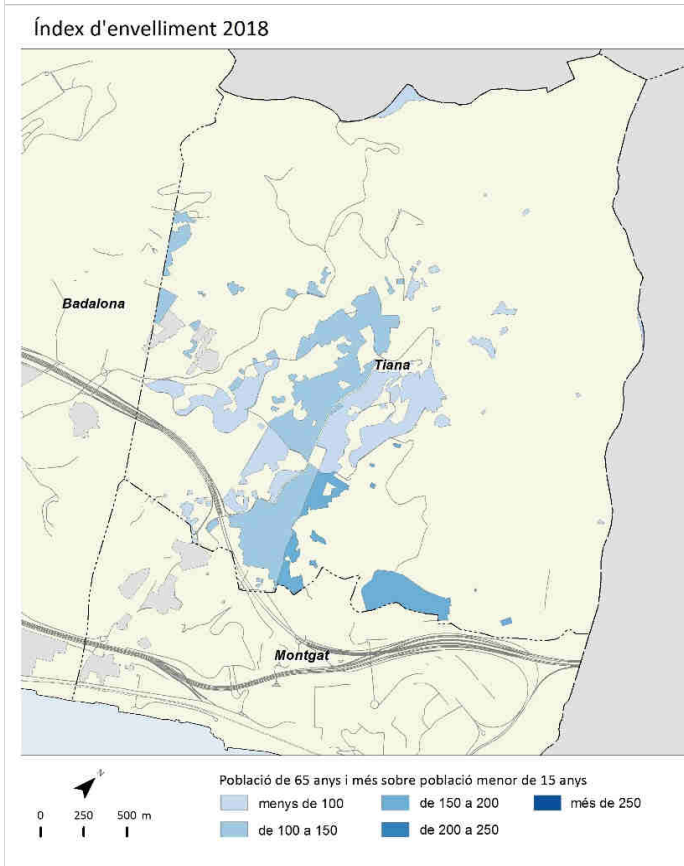 Índex d'envelliment 2018
Badalona
Tiana
Montgat
N
0 250 500 m
Població de 65 anys i més sobre població menor de 15 anys
menys de 100
de 150 a 200
més de 250
de 100 a 150
de 200 a 250